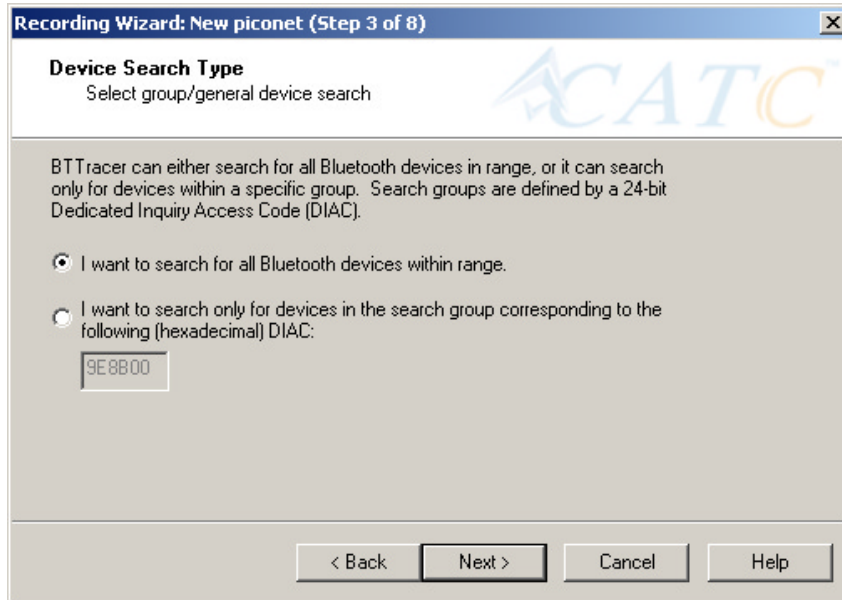 Recording Wizard: New piconet (Step 3 of 8)
Device Search Type
Select group/general device search
CATC
BTTracer can either search for all Bluetooth devices in range, or it can search
only for devices within a specific group. Search groups are defined by a 24-bit
Dedicated Inquiry Access Code (DIAC).
I want to search for all Bluetooth devices within range.
I want to search only for devices in the search group corresponding to the
following (hexadecimal) DIAC:
9E8B00
< Back
Next >
Cancel
Help